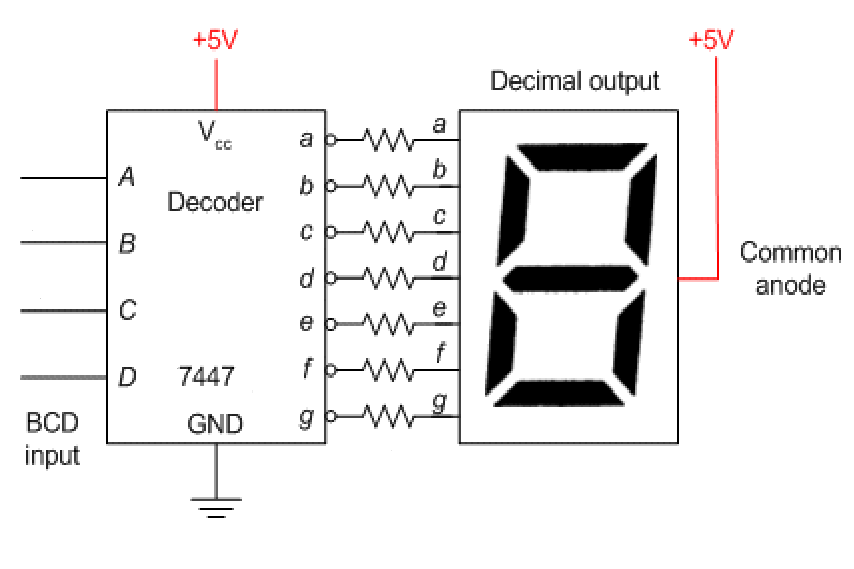 +5V
+5V
Decimal output
Vcc
A
B
C
D
Decoder
7447
GND
a
b
c
d
e
f
g
a
b
c
d
e
f
g
Common
anode
BCD
input